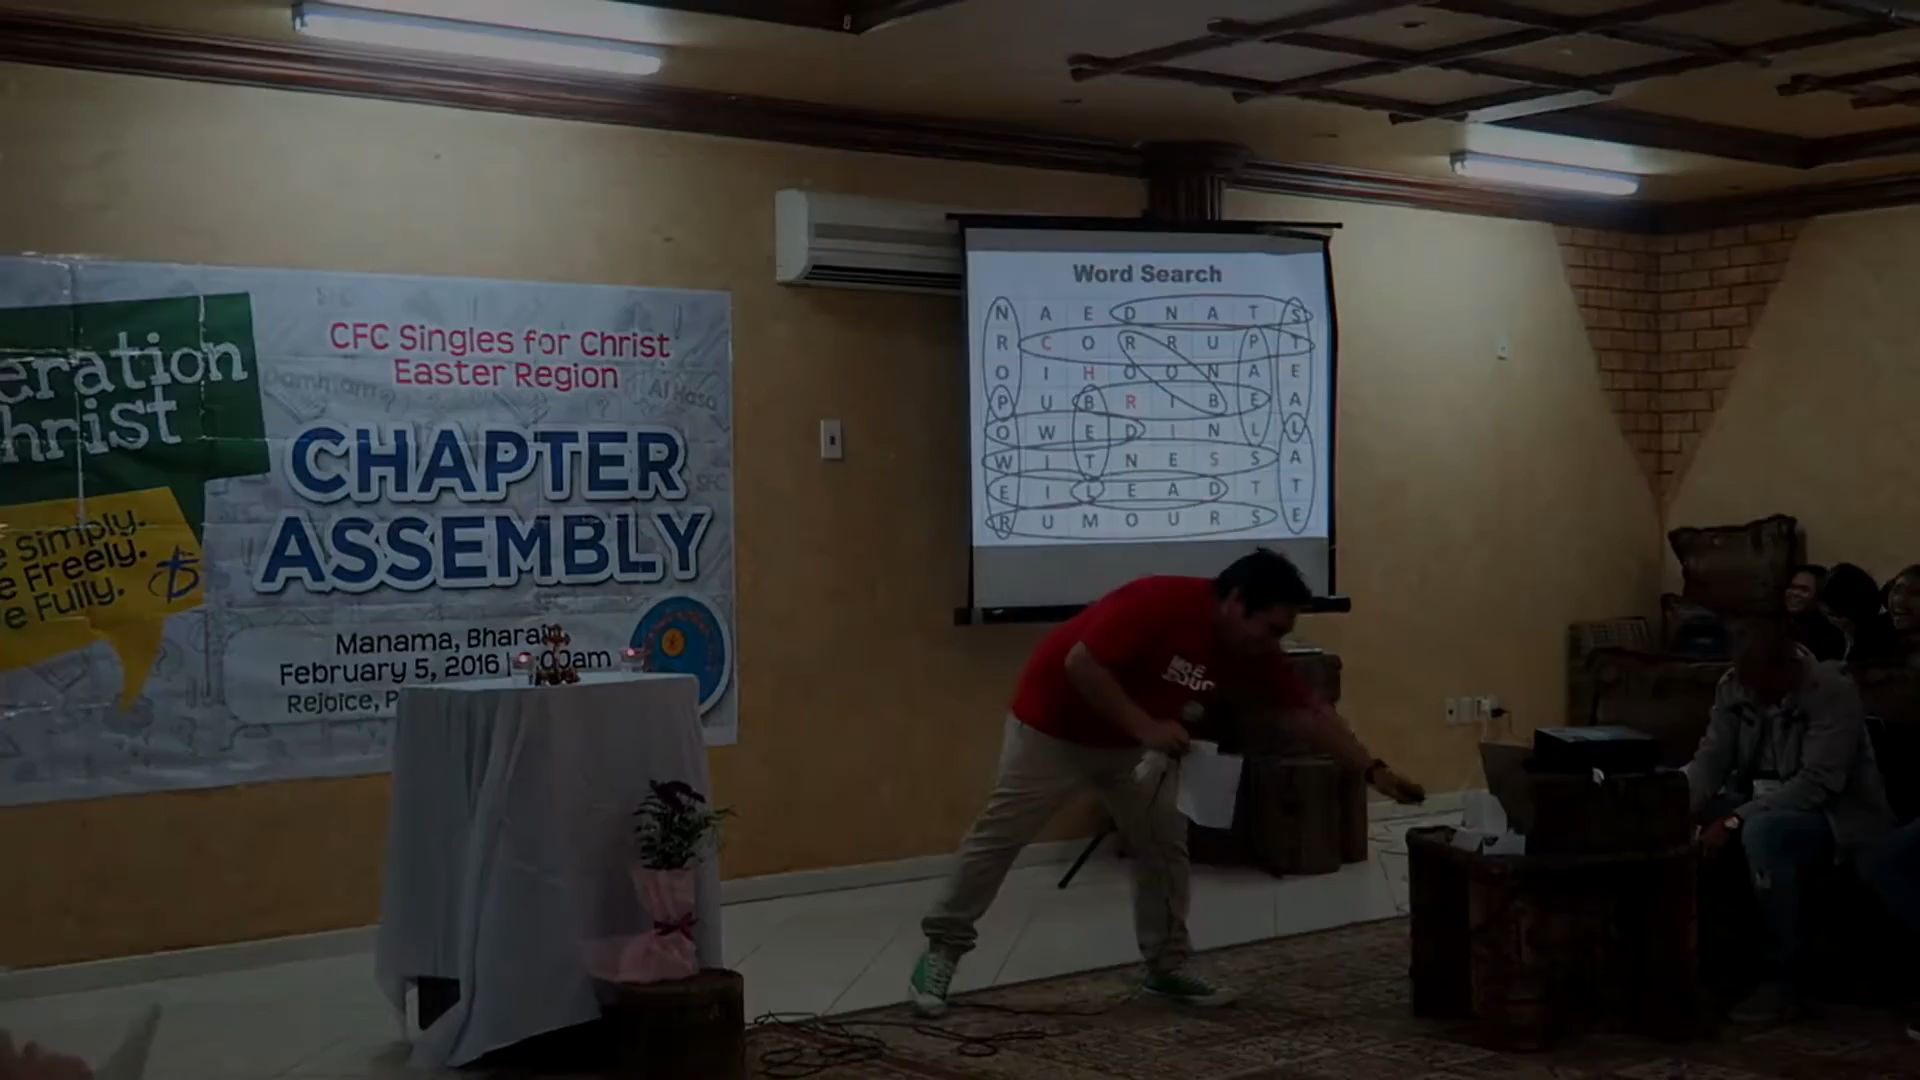 eration
hrist
e simply.
e Freely.
e Fully.
CFC Singles for Christ
Easter Region
CHAPTER
ASSEMBLY
Manama, Bharain
February 5, 2016 |
Rejoice,
Word Search
N A E D N A T S
R C O R R U P T
O I H O O N A E
P U B R I B E A
O W E D I N L L
W I T N E S S A
E I L E A D T T
R U M O U R S E